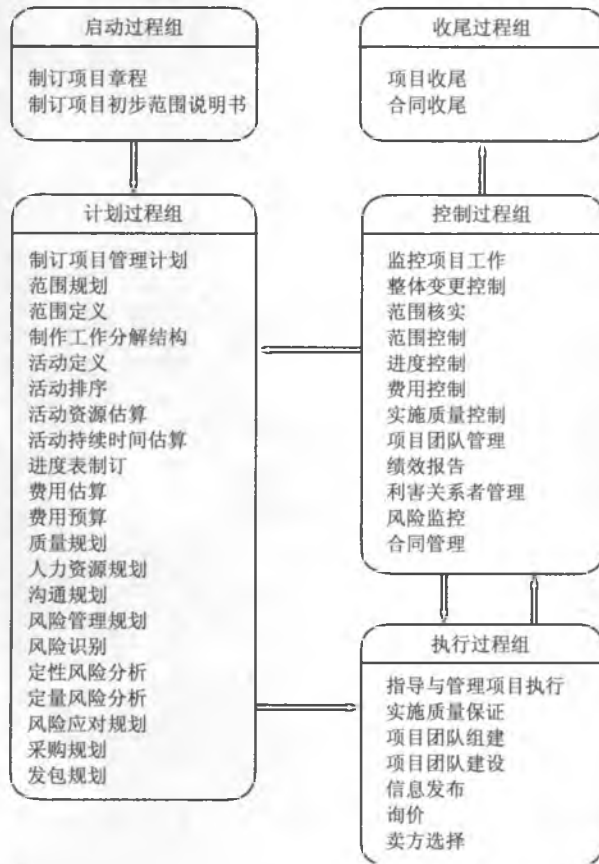 启动过程组
制订项目章程
制订项目初步范围说明书
收尾过程组
项目收尾
合同收尾
计划过程组
制订项目管理计划
范围规划
范围定义
制作工作分解结构
活动定义
活动排序
活动资源估算
活动持续时间估算
进度表制订
费用估算
费用预算
质量规划
人力资源规划
沟通规划
风险管理规划
风险识别
定性风险分析
定量风险分析
风险应对规划
采购规划
发包规划
控制过程组
监控项目工作
整体变更控制
范围核实
范围控制
进度控制
费用控制
实施质量控制
项目团队管理
绩效报告
利害关系者管理
风险监控
合同管理
执行过程组
指导与管理项目执行
实施质量保证
项目团队组建
项目团队建设
信息发布
询价
卖方选择